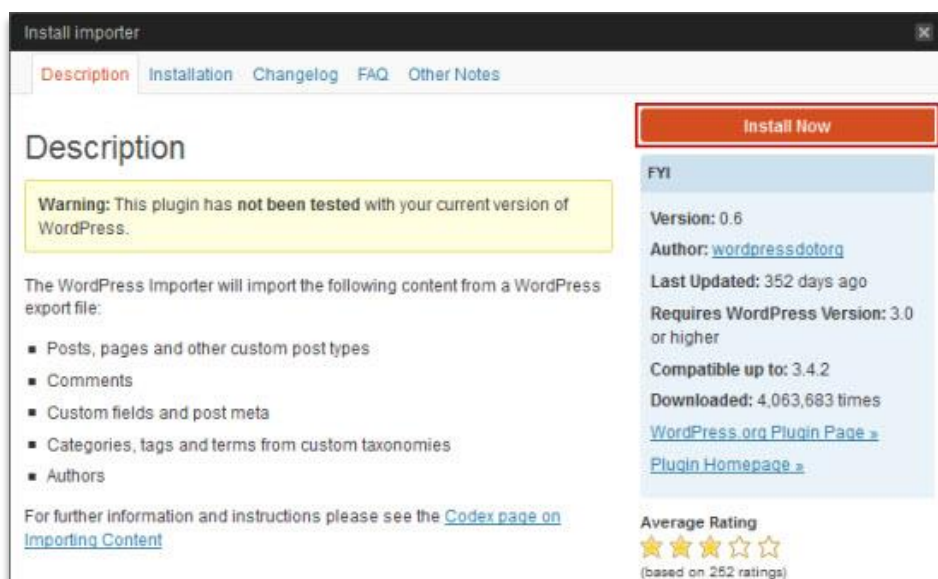 Install importer
Description Installation Changelog FAQ Other Notes
Install Now
Description
Warning: This plugin has not been tested with your current version of
WordPress.
The WordPress Importer will import the following content from a WordPress
export file:
Posts, pages and other custom post types
Comments
Custom fields and post meta
Categories, tags and terms from custom taxonomies
Authors
For further information and instructions please see the Codex page on
Importing Content
FYI
Version: 0.6
Author: wordpressdotorg
Last Updated: 352 days ago
Requires WordPress Version: 3.0
or higher
Compatible up to: 3.4.2
Downloaded: 4,063,683 times
WordPress.org Plugin Page »
Plugin Homepage »
Average Rating
(based on 252 ratings)